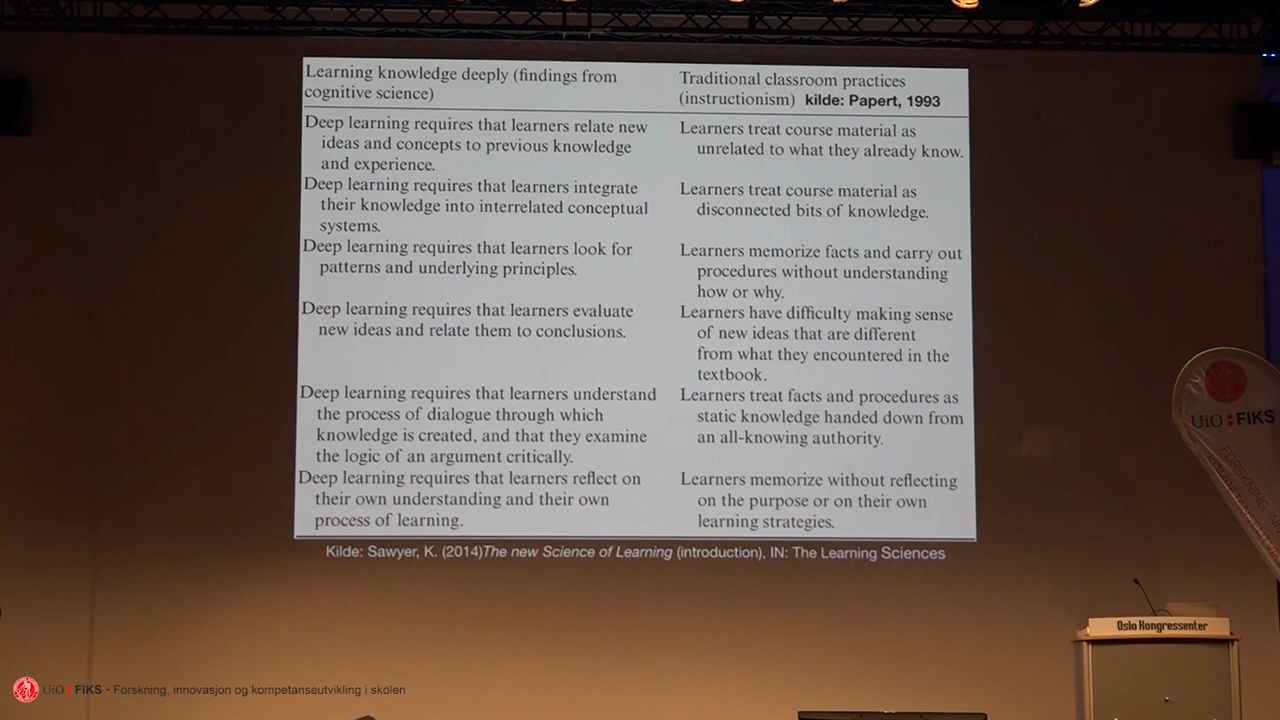 Learning knowledge deeply (findings from
cognitive science)
Traditional classroom practices
(instructionism) kilde: Papert, 1993
Deep learning requires that learners relate new
ideas and concepts to previous knowledge
and experience.
Learners treat course material as
unrelated to what they already know.
Deep learning requires that learners integrate
their knowledge into interrelated conceptual
systems.
Learners treat course material as
disconnected bits of knowledge.
Deep learning requires that learners look for
patterns and underlying principles.
Learners memorize facts and carry out
procedures without understanding
how or why.
Deep learning requires that learners evaluate
new ideas and relate them to conclusions.
Learners have difficulty making sense
of new ideas that are different
from what they encountered in the
textbook.
Deep learning requires that learners understand
the process of dialogue through which
knowledge is created, and that they examine
the logic of an argument critically.
Learners treat facts and procedures as
static knowledge handed down from
an all-knowing authority.
Deep learning requires that learners reflect on
their own understanding and their own
process of learning.
Learners memorize without reflecting
on the purpose or on their own
learning strategies.
Kilde: Sawyer, K. (2014)The new Science of Learning (introduction), IN: The Learning Sciences
UiO:FIKS
Oslo Kongressenter
UiO:FIKS - Forskning, innovasjon og kompetanseutvikling i skolen